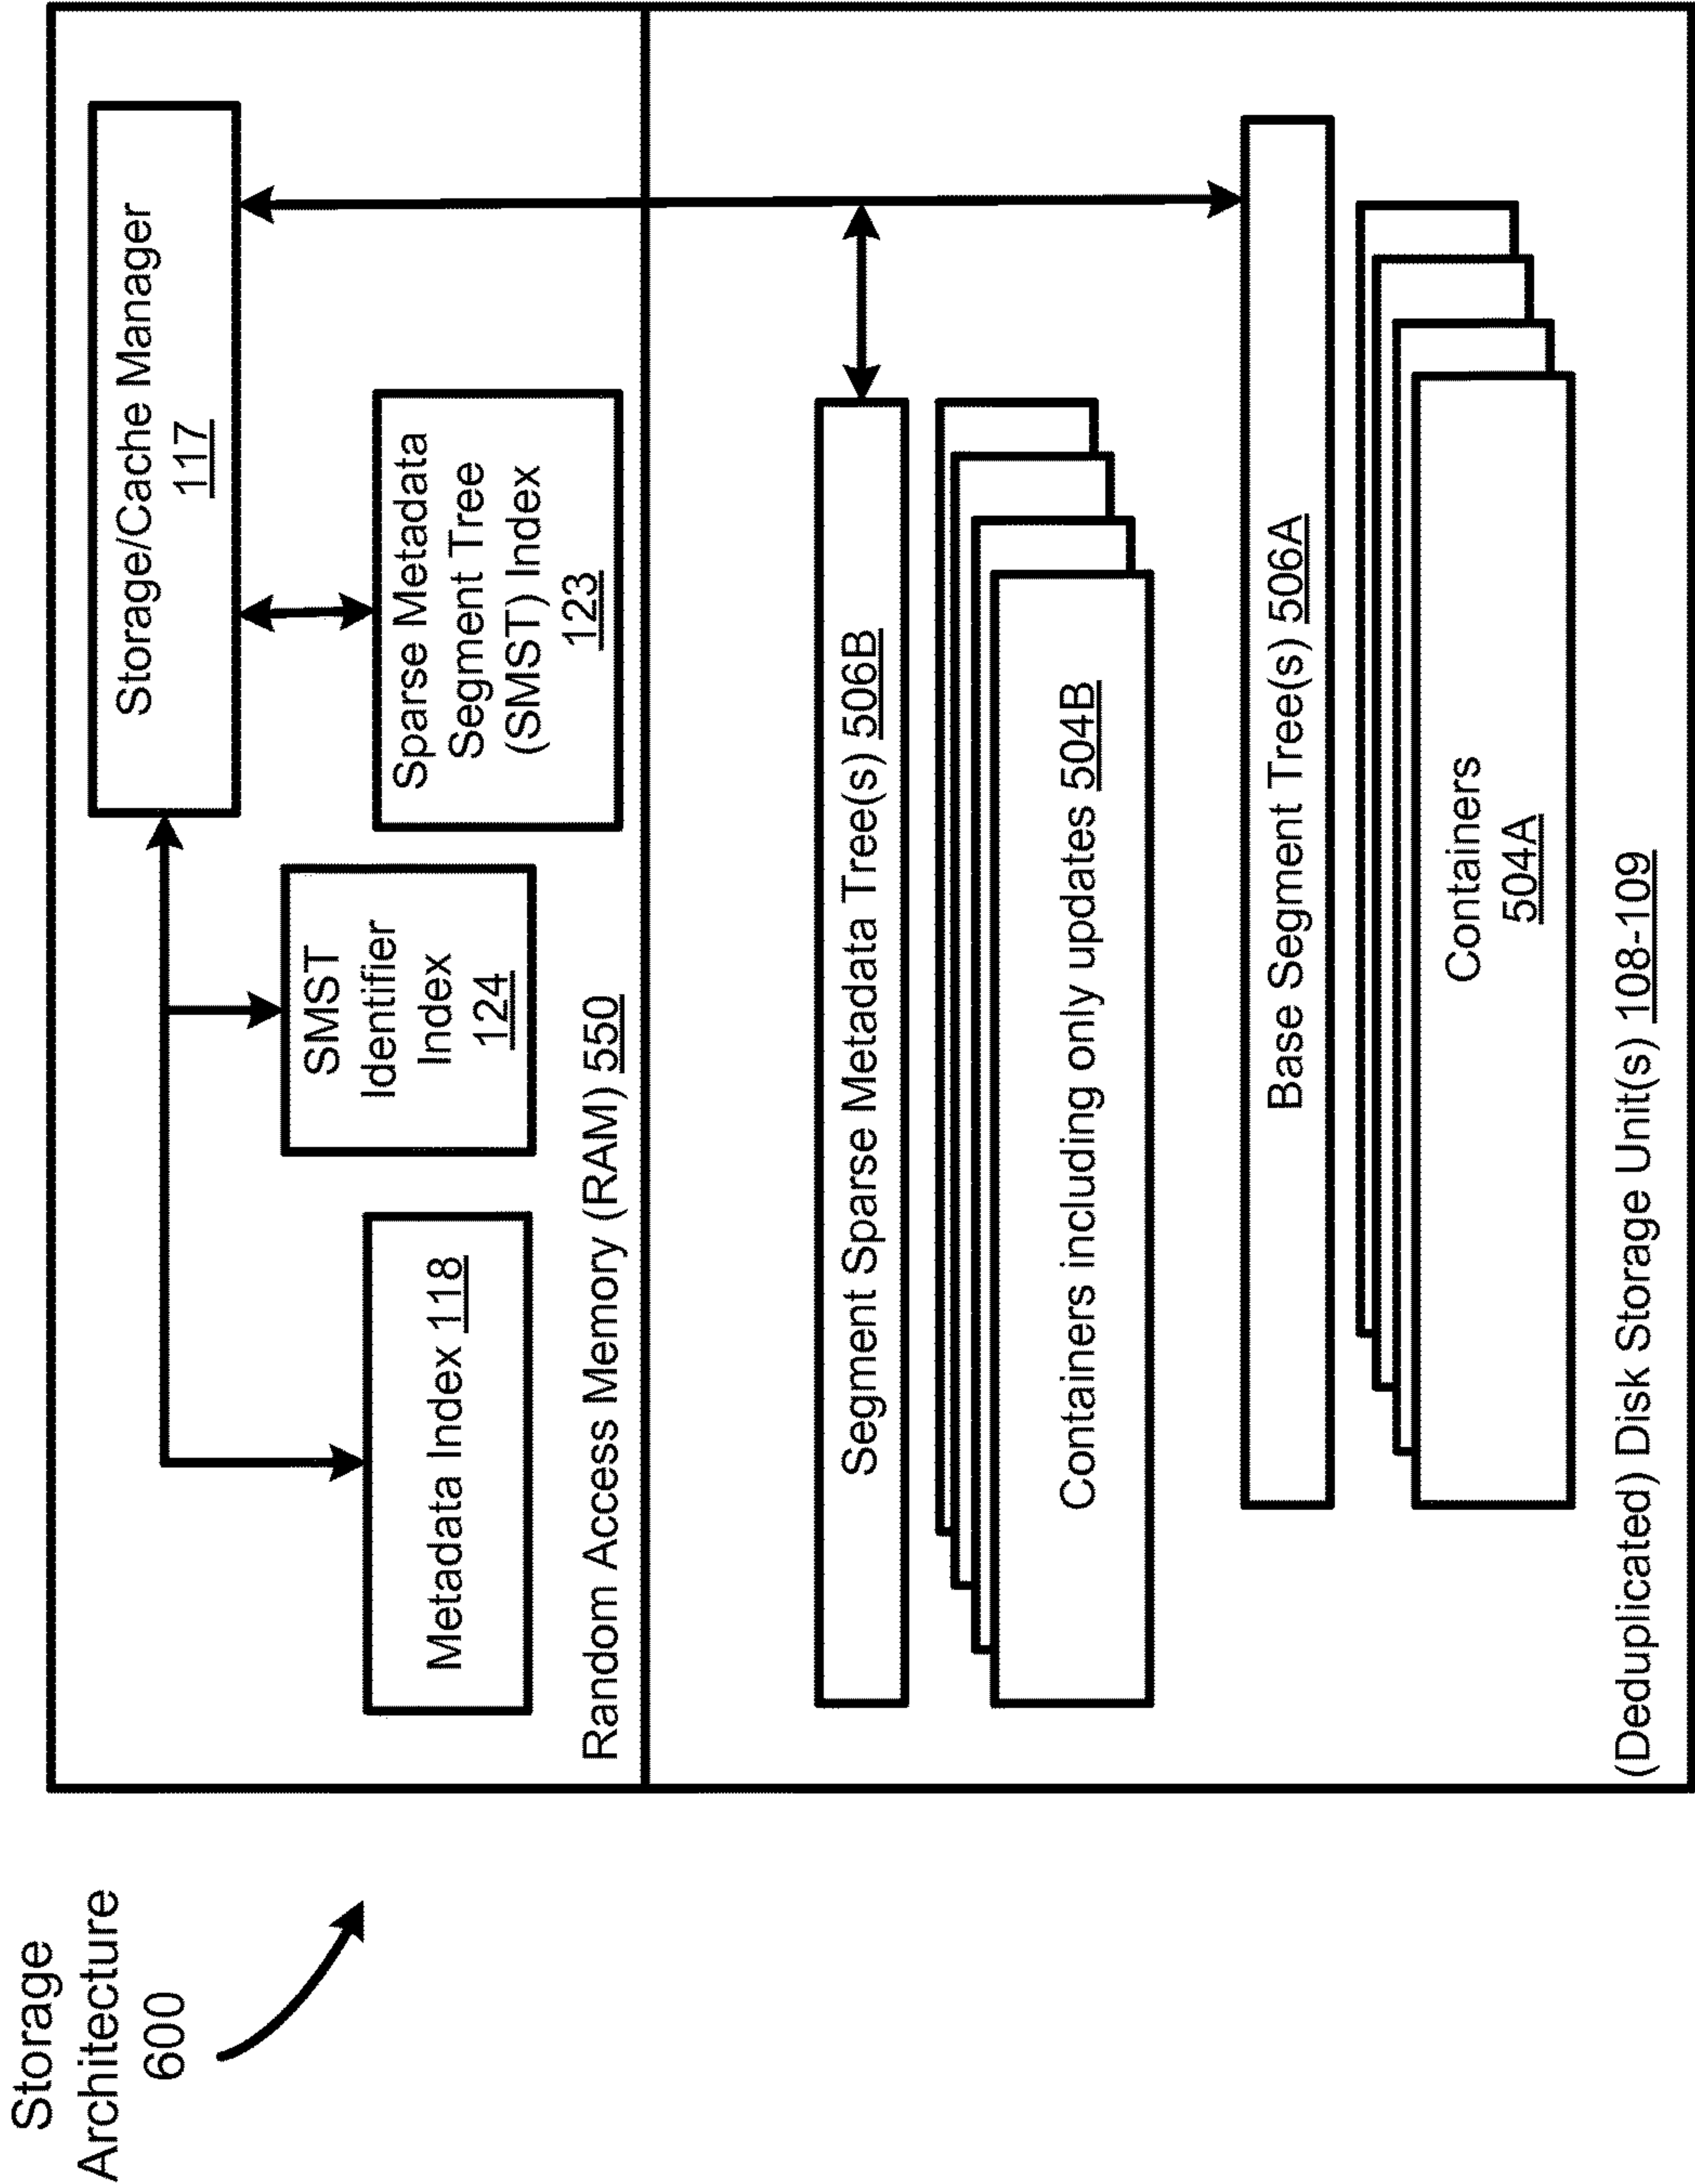 Storage
Architecture
600
Storage/Cache Manager
117
SMST
Identifier
Index
124
Sparse Metadata
Segment Tree
(SMST) Index
123
Metadata Index 118
Random Access Memory (RAM) 550
Segment Sparse Metadata Tree(s) 506B
Containers including only updates 504B
Base Segment Tree(s) 506A
Containers
504A
(Deduplicated) Disk Storage Unit(s) 108-109